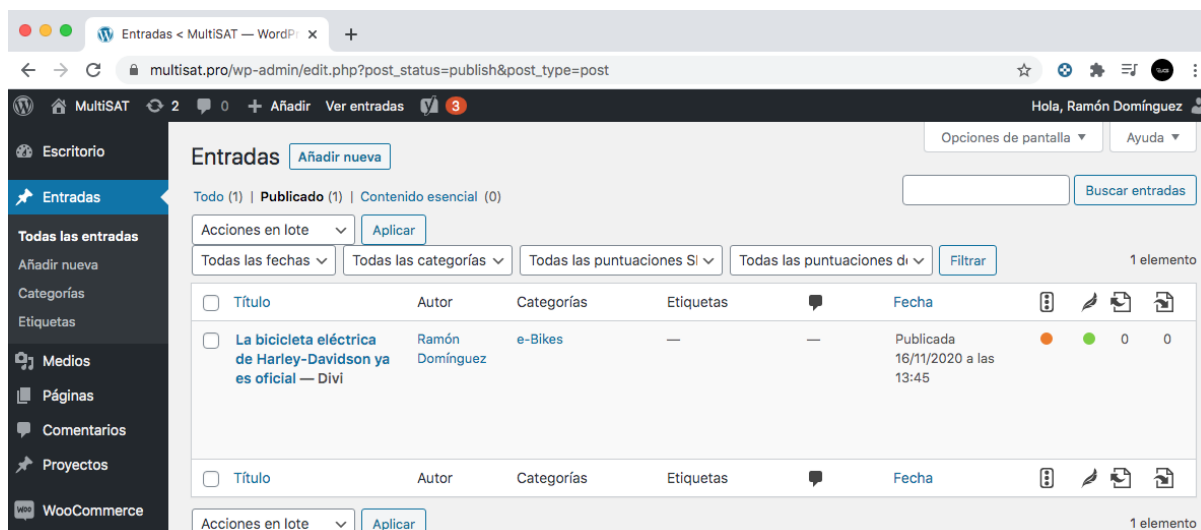 Entradas < MultiSAT — WordPr
multisat.pro/wp-admin/edit.php?post_status=publish&post_type=post
MultiSAT 2 0 + Añadir Ver entradas 3 Hola, Ramón Domínguez
Escritorio
Entradas
Todas las entradas
Añadir nueva
Categorías
Etiquetas
Medios
Páginas
Comentarios
Proyectos
WooCommerce
Opciones de pantalla Ayuda
Entradas Añadir nueva
Todo (1) | Publicado (1) | Contenido esencial (0)
Buscar entradas
Acciones en lote Aplicar
Todas las fechas Todas las categorías Todas las puntuaciones Todas las puntuaciones Filtrar 1 elemento
Título Autor Categorías Etiquetas Fecha
La bicicleta eléctrica Ramón e-Bikes — — Publicada 0 0
de Harley-Davidson ya Domínguez 16/11/2020 a las
es oficial — Divi 13:45
Título Autor Categorías Etiquetas Fecha
Acciones en lote Aplicar 1 elemento